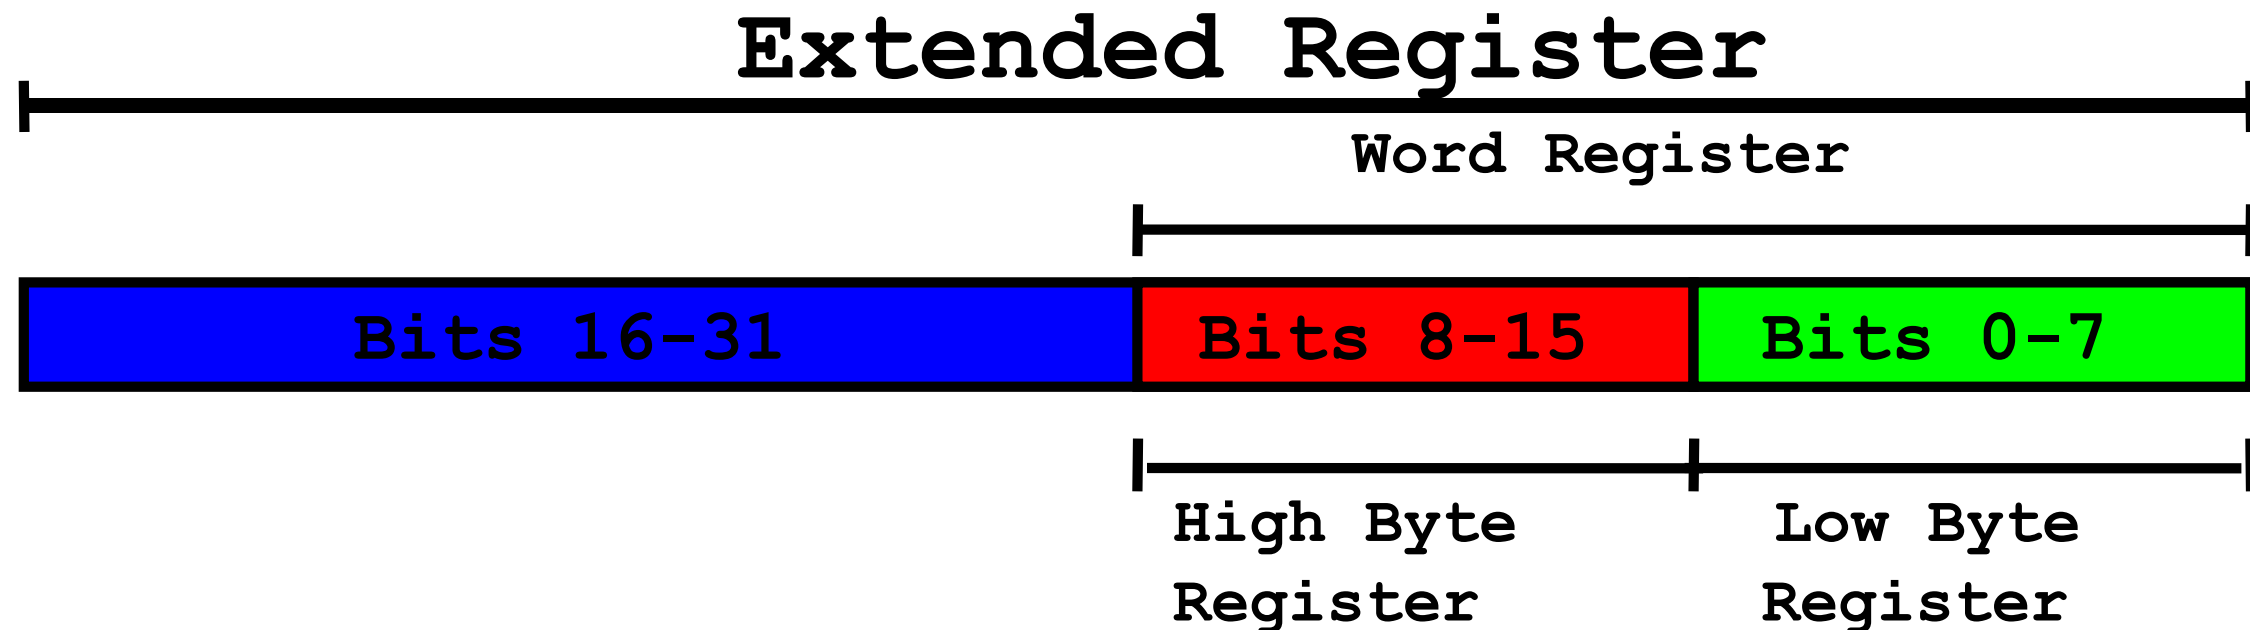 Extended Register
Word Register
Bits 16-31 Bits 8-15 Bits 0-7
High Byte Low Byte
Register Register